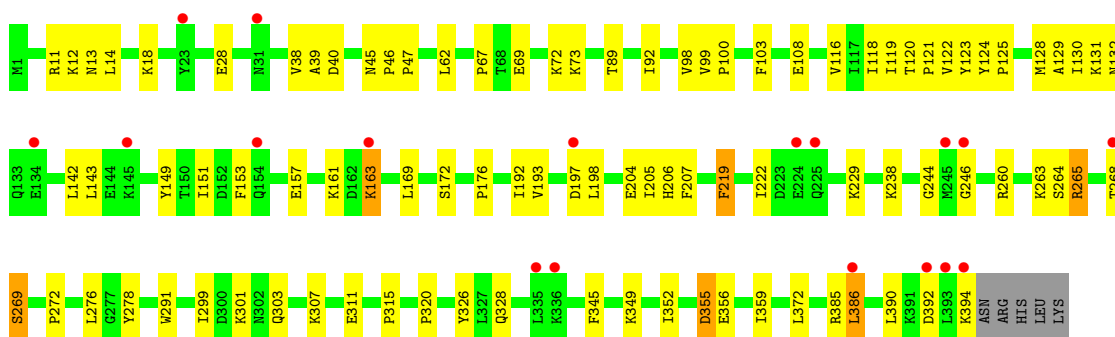 M1 R11 K12 N13 L14 K18 Y23 E28 N31 V38 A39 D40 N45 P46 P47 L62 P67 T68 E69 K72 K73 T89 I92 V98 V99 P100 F103 E108 V116 I117 I118 I119 T120 P121 V122 Y123 Y124 P125 M128 A129 I130 K131
Q133 E134 L142 L143 E144 K145 Y149 T150 I151 D152 F153 Q154 E157 K161 D162 K163 L169 S172 P176 I192 V193 D197 L198 E204 I205 H206 F207 F219 I222 D223 E224 Q225 K229 K238 G244 M245 G246 R260 K263 S264 R265
S269 P272 L276 G277 Y278 W291 I299 D300 K301 N302 Q303 K307 E311 P315 P320 Y326 L327 Q328 L335 K336 F345 K349 I352 D355 E356 I359 L372 R385 L386 L390 K391 D392 L393 K394 ASN ARG HIS LEU LYS